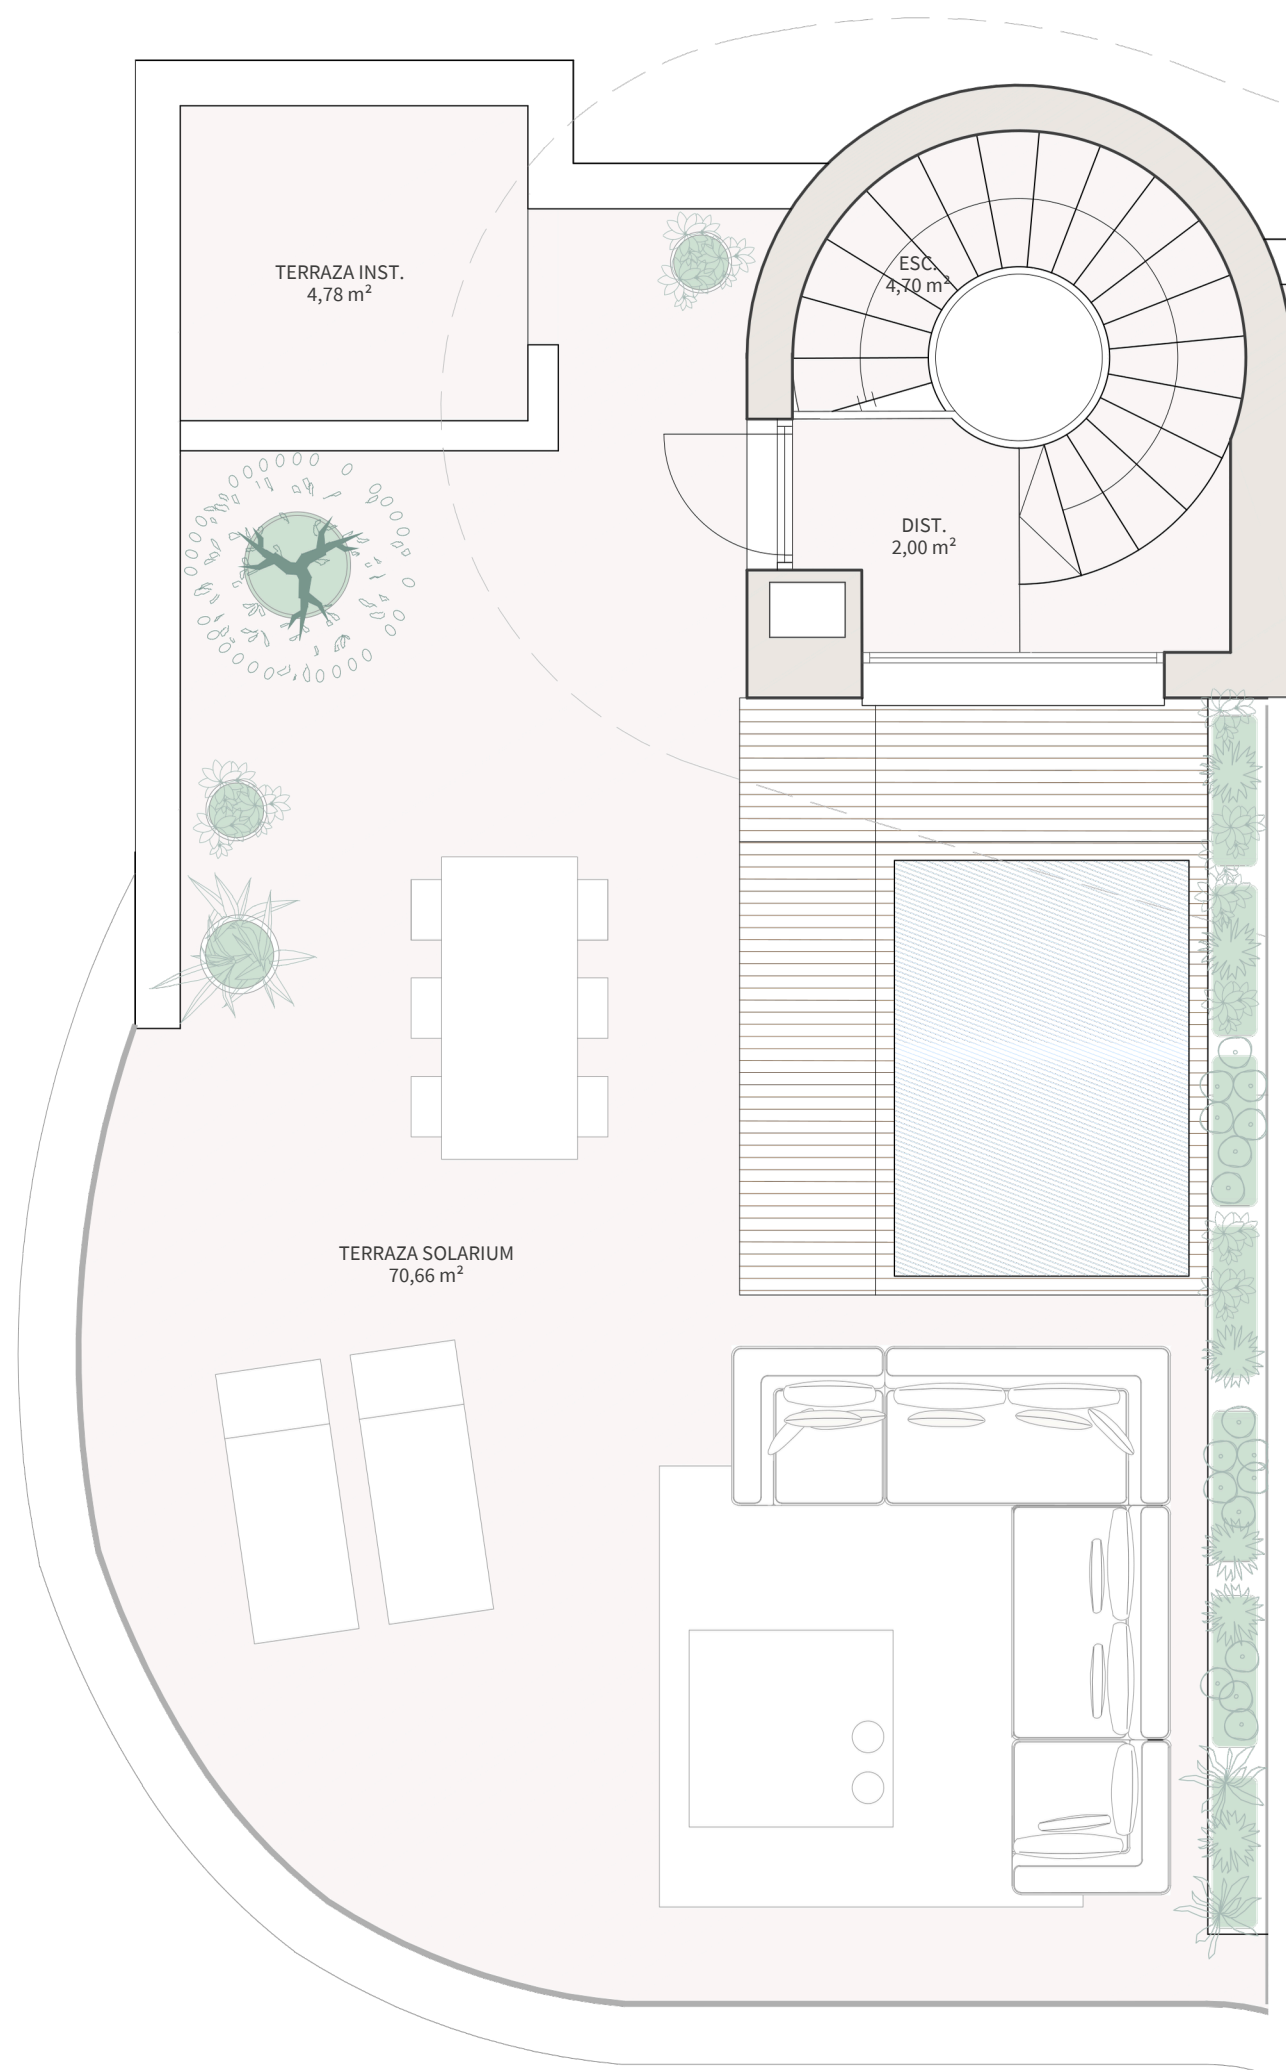 TERRAZA INST.
4,78 m²
ESC.
4,70 m²
DIST.
2,00 m²
TERRAZA SOLARIUM
70,66 m²